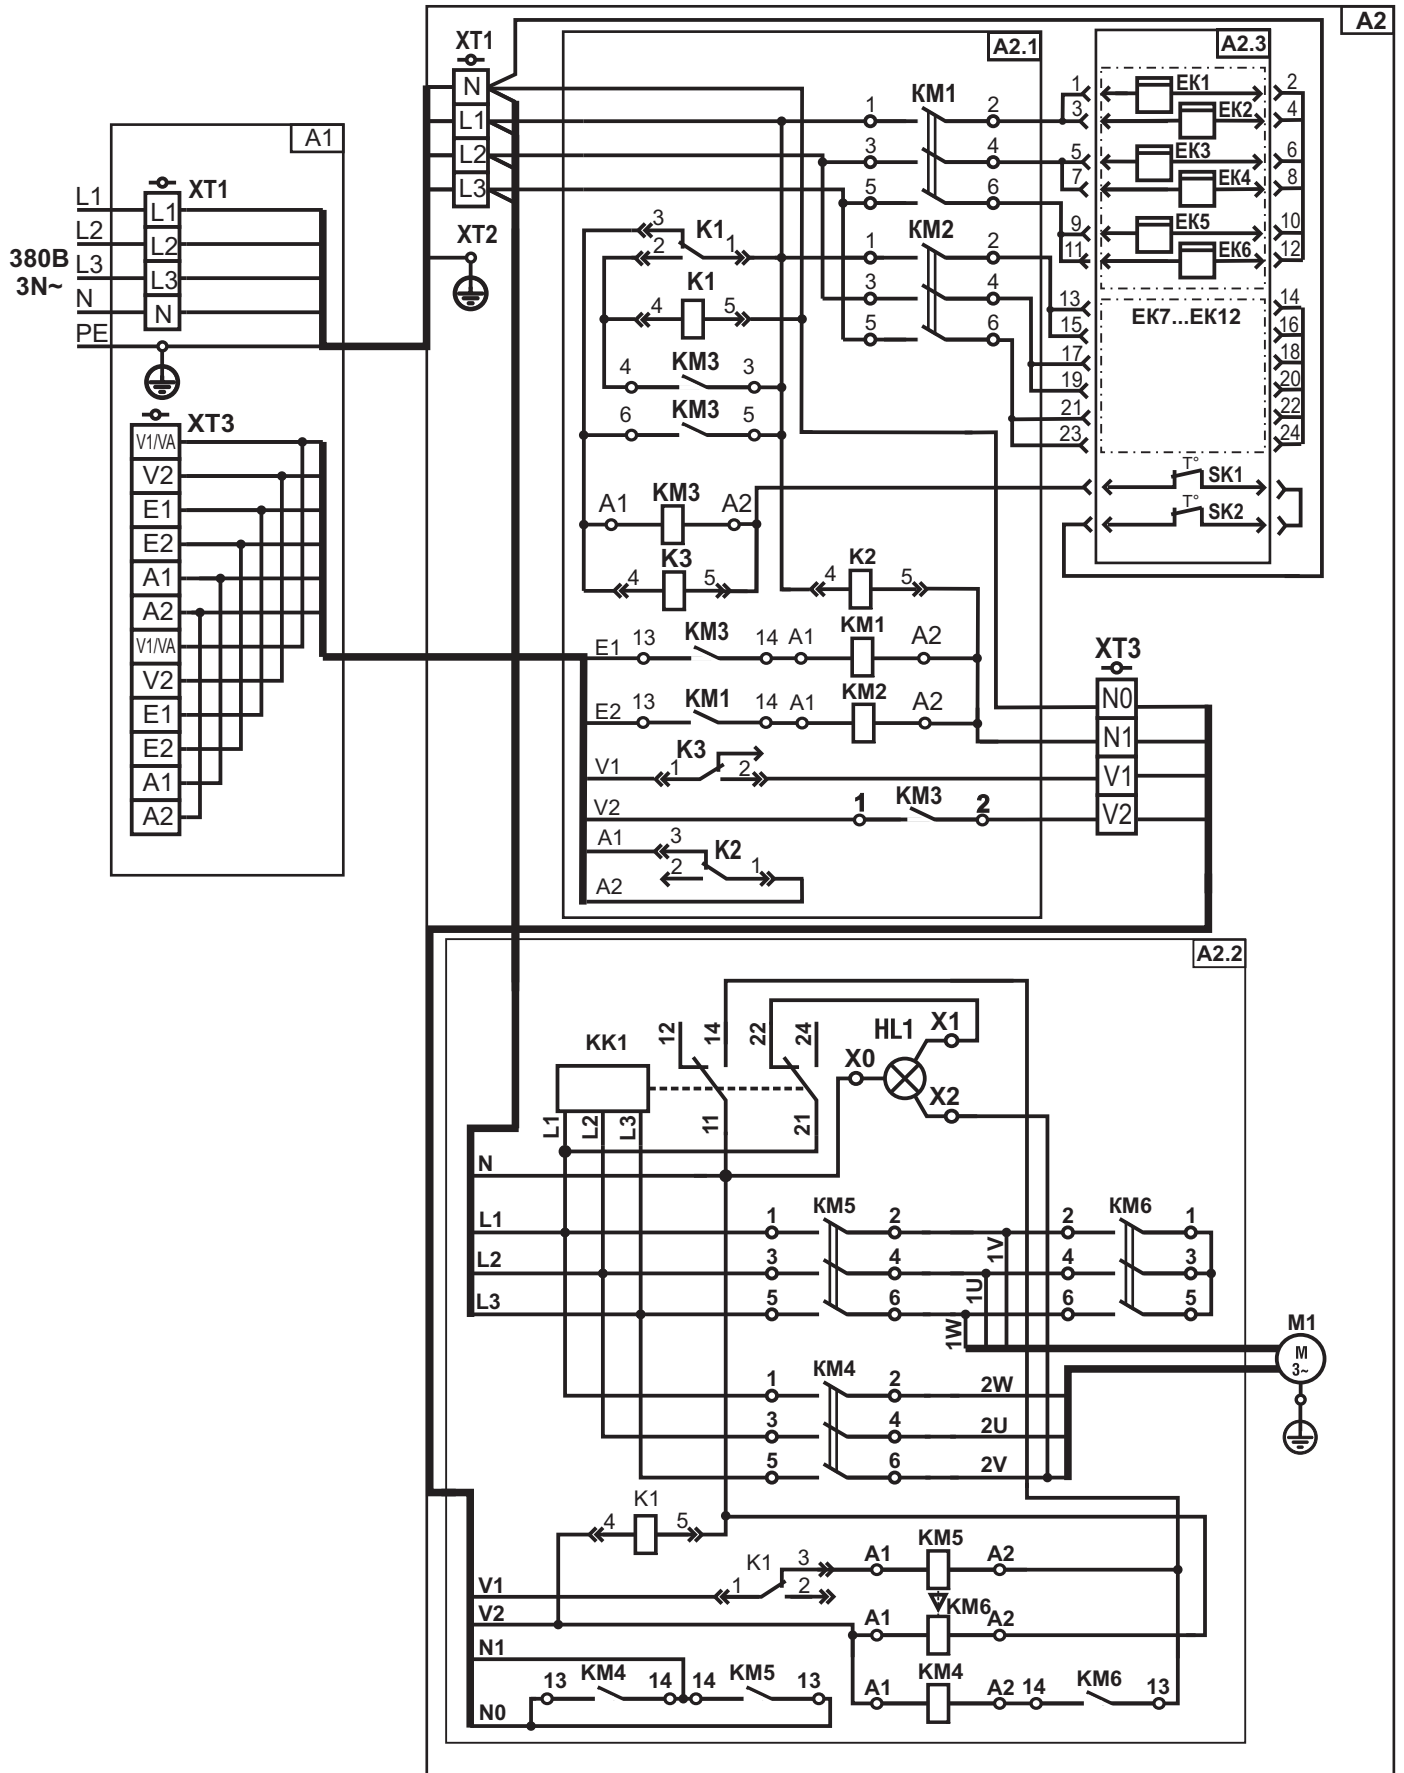 A2
XT1
N
L1
L2
L3
XT2
A1
XT1
L1
L2
L3
N
L1
L2
L3
N
PE
380В
3N~
XT3
V1/VA
V2
E1
E2
A1
A2
V1/VA
V2
E1
E2
A1
A2
A2.1
1
KM1
2
3
4
5
6
1
KM2
2
3
4
5
6
3
K1
2
1
K1
4
5
4
KM3
3
6
KM3
5
A1
KM3
A2
K3
4
5
K2
4
5
E1
13
KM3
14
A1
KM1
A2
E2
13
KM1
14
A1
KM2
A2
V1
K3
1
2
V2
1
KM3
2
A1
3
K2
2
1
A2
A2.3
1
EK1
2
3
EK2
4
5
EK3
6
7
EK4
8
9
EK5
10
11
EK6
12
13
EK7...EK12
14
15
16
17
18
19
20
21
22
23
24
T°
SK1
T°
SK2
XT3
N0
N1
V1
V2
A2.2
KK1
12
14
22
24
11
21
L1
L2
L3
HL1
X1
X0
X2
N
L1
1
KM5
2
2
KM6
1
L2
3
4
4
3
L3
5
6
6
5
1V
1U
1W
M1
M
3~
1
KM4
2
2W
3
4
2U
5
6
2V
K1
4
5
V1
K1
1
3
2
A1
KM5
A2
V2
A1
KM6
A2
N1
13
KM4
14
14
KM5
13
N0
A1
KM4
A2
14
KM6
13